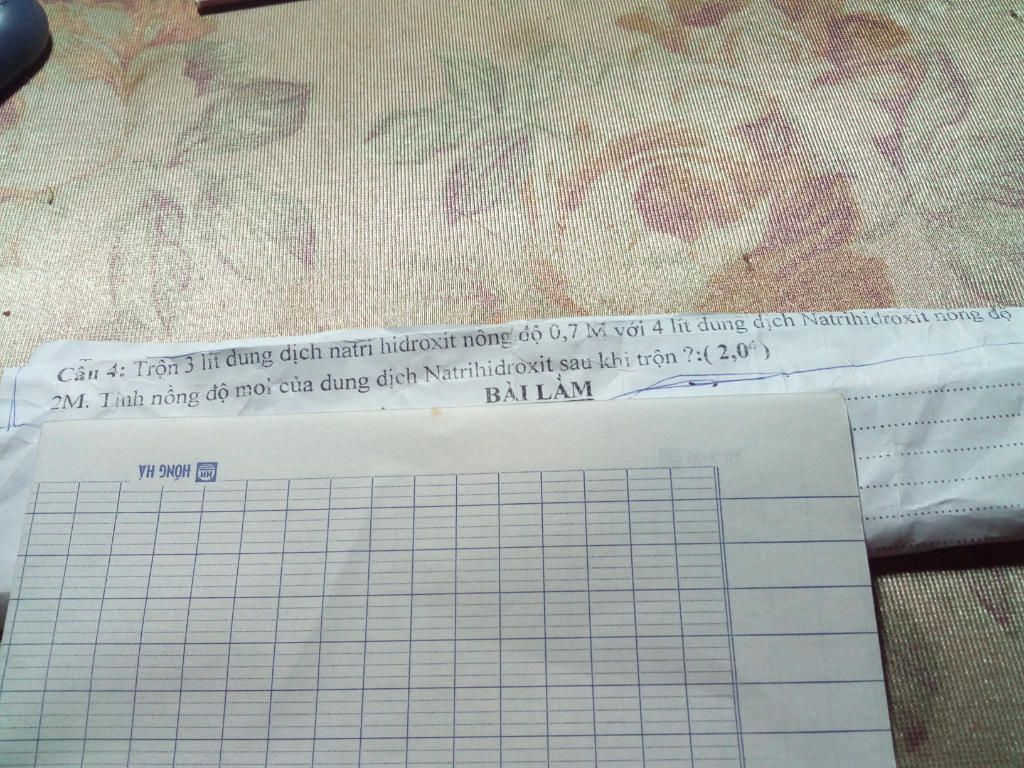 Câu 4: Trộn 3 lít dung dịch natri hidroxit nồng độ 0,7 M với 4 lít dung dịch Natrihidroxit nồng độ
2M. Tính nồng độ mol của dung dịch Natrihidroxit sau khi trộn ?:( 2,0đ )
BÀI LÀM
HỒNG HÀ